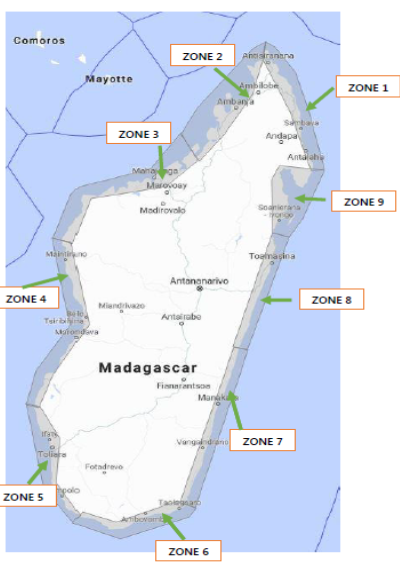 Comoros
Mayotte
ZONE 2
Antsiranana
ZONE 1
Ambilobe
Ambanja
Sambava
ZONE 3
Andapa
Antalaha
Mahajanga
Marovoay
Madirovalo
ZONE 9
Soanierana
- Ivongo
Maintirano
Toamasina
Antananarivo
ZONE 4
ZONE 8
Miandrivazo
Belo
Tsiribihina
Antsirabe
Morondava
Madagascar
Fianarantsoa
Manakara
Ifaty
Toliara
Vangaindrano
ZONE 7
Fotadrevo
ZONE 5
Ambovombe
ZONE 6